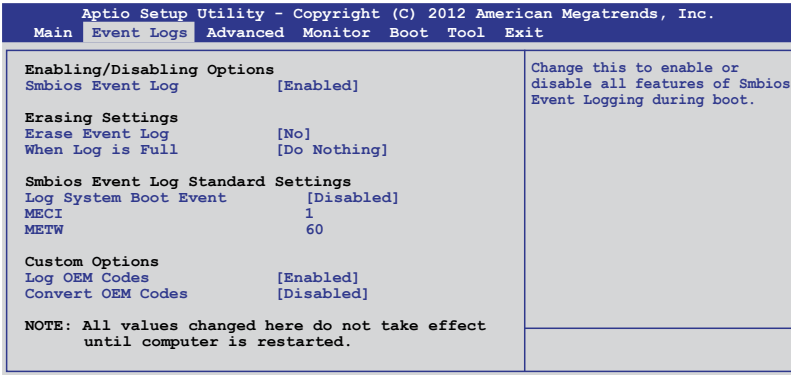 Aptio Setup Utility - Copyright (C) 2012 American Megatrends, Inc.
Main Event Logs Advanced Monitor Boot Tool Exit
Enabling/Disabling Options
Smbios Event Log [Enabled]
Erasing Settings
Erase Event Log [No]
When Log is Full [Do Nothing]
Smbios Event Log Standard Settings
Log System Boot Event [Disabled]
MECI 1
METW 60
Custom Options
Log OEM Codes [Enabled]
Convert OEM Codes [Disabled]
NOTE: All values changed here do not take effect
until computer is restarted.
Change this to enable or
disable all features of Smbios
Event Logging during boot.